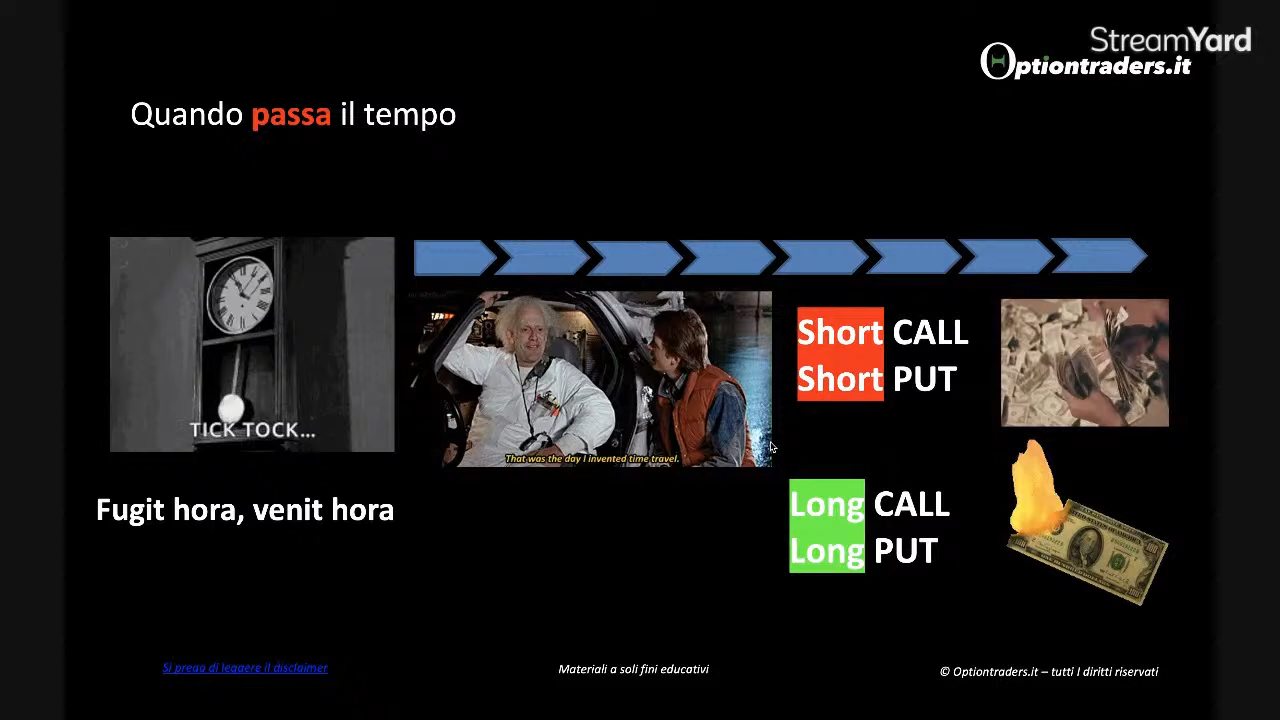 StreamYard
Optiontraders.it
Quando passa il tempo
TICK TOCK...
That was the day I invented time travel.
Short CALL
Short PUT
Fugit hora, venit hora
Long CALL
Long PUT
Si prega di leggere il disclaimer
Materiali a soli fini educativi
© Optiontraders.it – tutti I diritti riservati